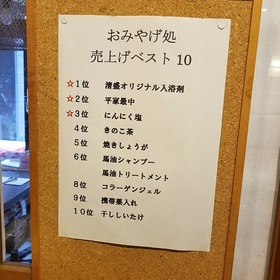 おみやげ処
売上げベスト10
☆1位 清盛オリジナル入浴剤
☆2位 平家最中
☆3位 にんにく塩
4位 きのこ茶
5位 焼きしょうが
6位 馬油シャンプー
馬油トリートメント
8位 コラーゲンジェル
9位 携帯薬入れ
10位 干ししいたけ